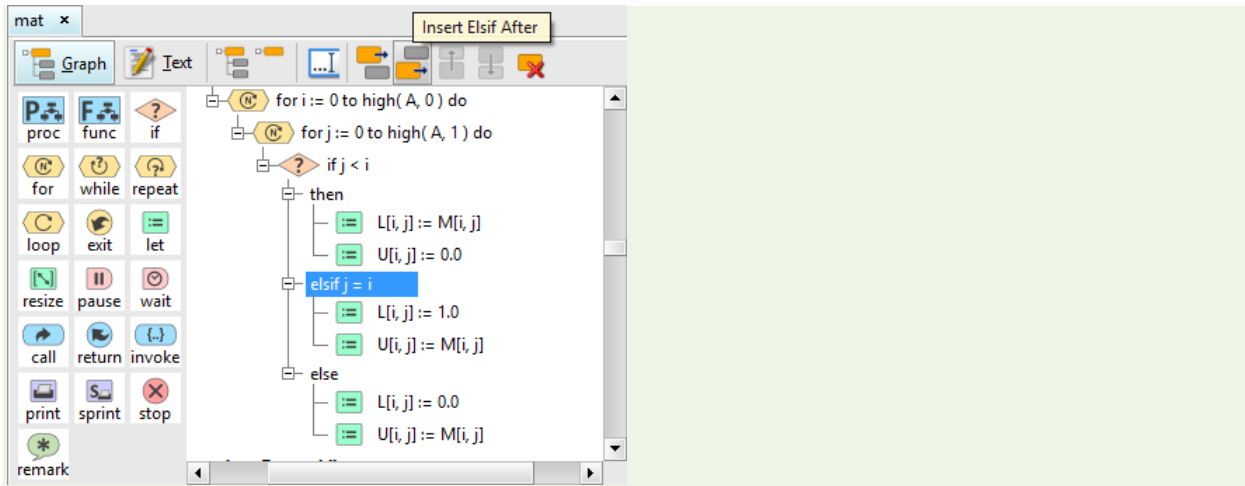 mat ×
Insert Elsif After
Graph Text
for i := 0 to high( A, 0 ) do
proc func if
for j := 0 to high( A, 1 ) do
if j < i
for while repeat
then
L[i, j] := M[i, j]
loop exit let
U[i, j] := 0.0
elsif j = i
resize pause wait
L[i, j] := 1.0
U[i, j] := M[i, j]
call return invoke
else
L[i, j] := 0.0
print sprint stop
U[i, j] := M[i, j]
remark